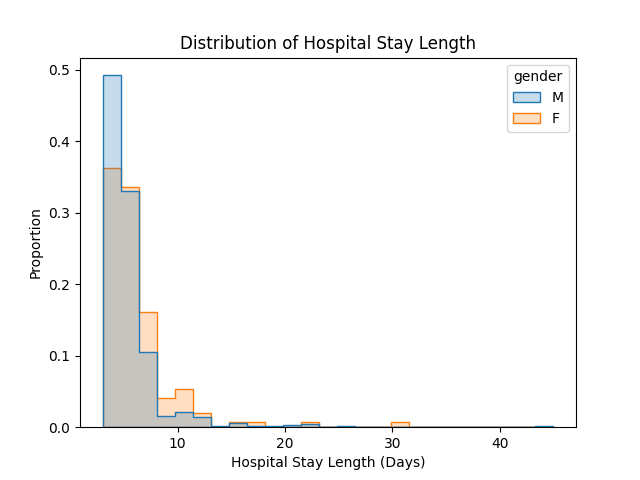 Distribution of Hospital Stay Length
gender
M
F
0.5
0.4
0.3
0.2
0.1
0.0
Proportion
10
20
30
40
Hospital Stay Length (Days)